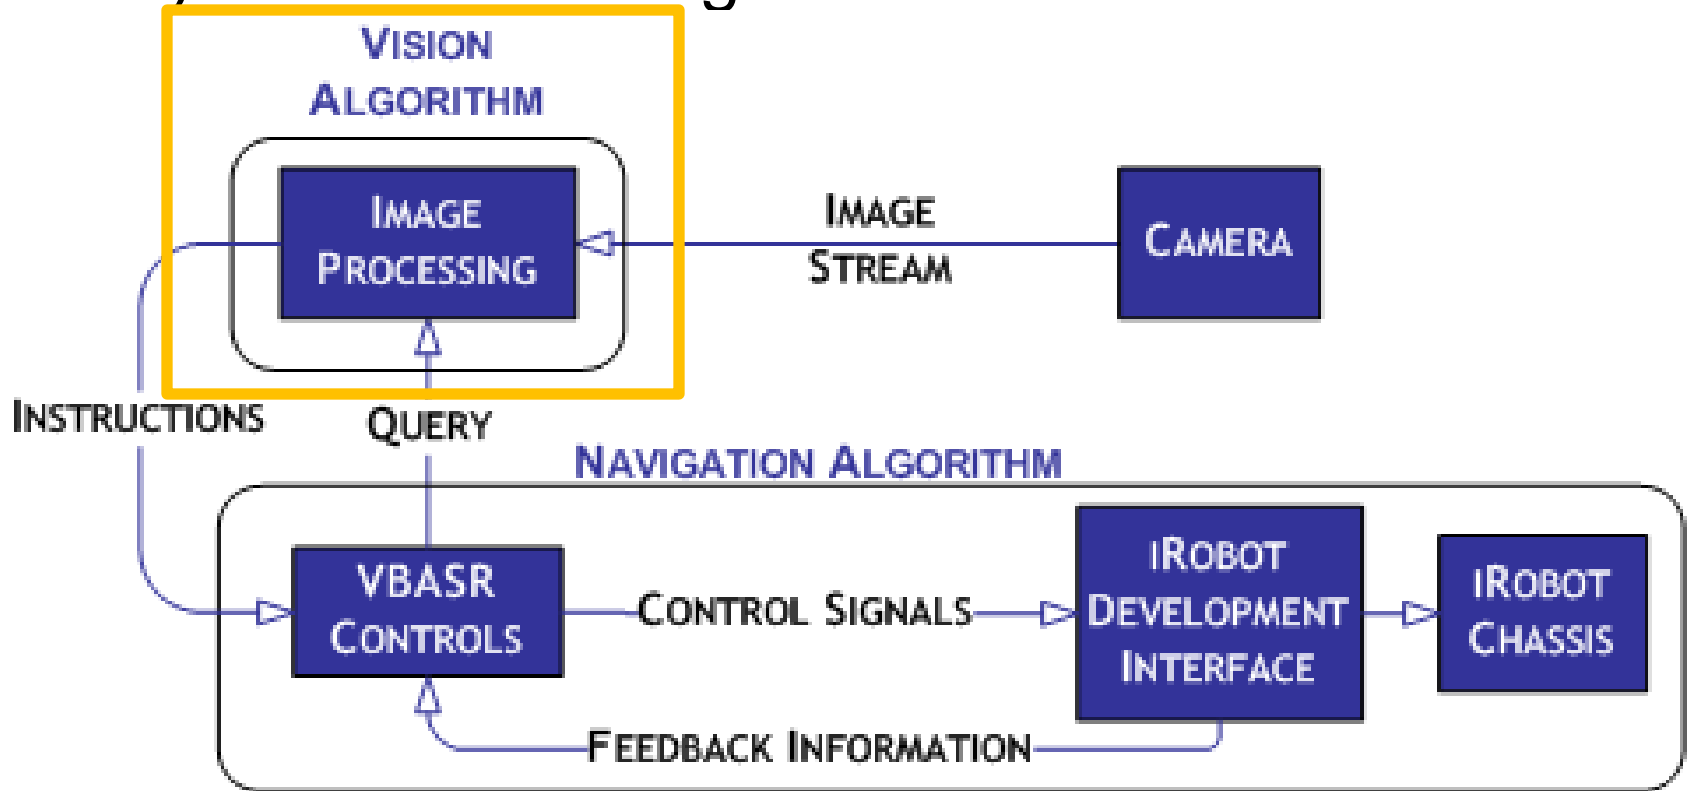 VISION
ALGORITHM
IMAGE
PROCESSING
IMAGE
STREAM
CAMERA
INSTRUCTIONS
QUERY
NAVIGATION ALGORITHM
VBASR
CONTROLS
CONTROL SIGNALS
IROBOT
DEVELOPMENT
INTERFACE
IROBOT
CHASSIS
FEEDBACK INFORMATION